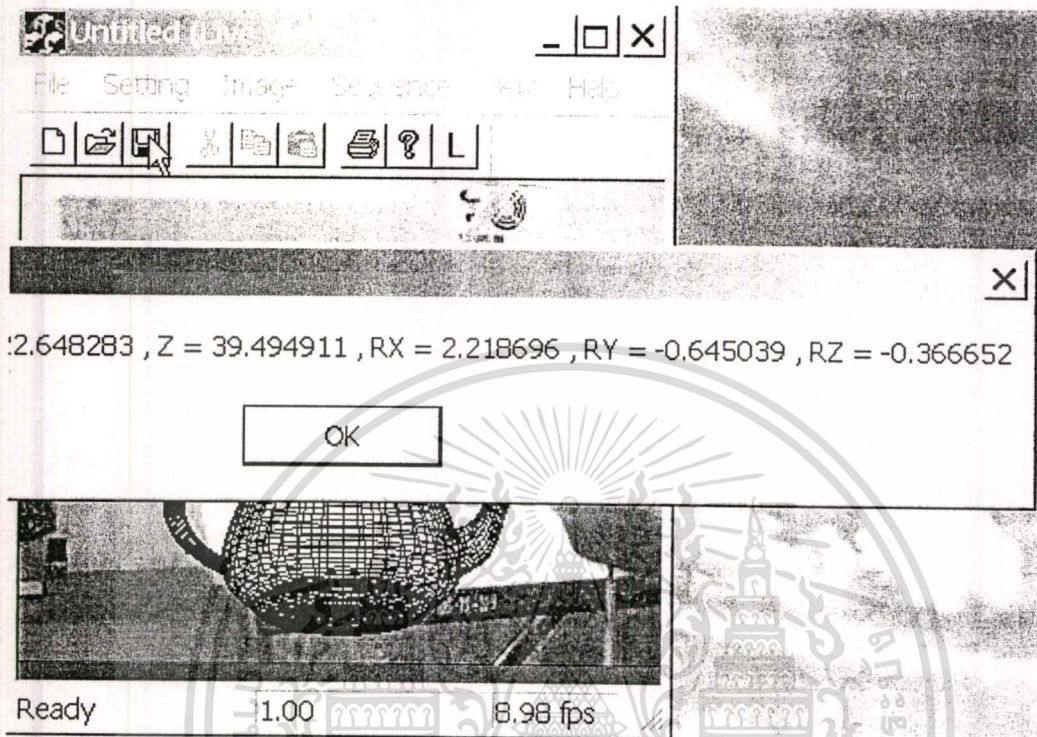 Untitled (Live
File Setting Image Sequence View Help
L
:2.648283 , Z = 39.494911 , RX = 2.218696 , RY = -0.645039 , RZ = -0.366652
OK
Ready 1.00 8.98 fps